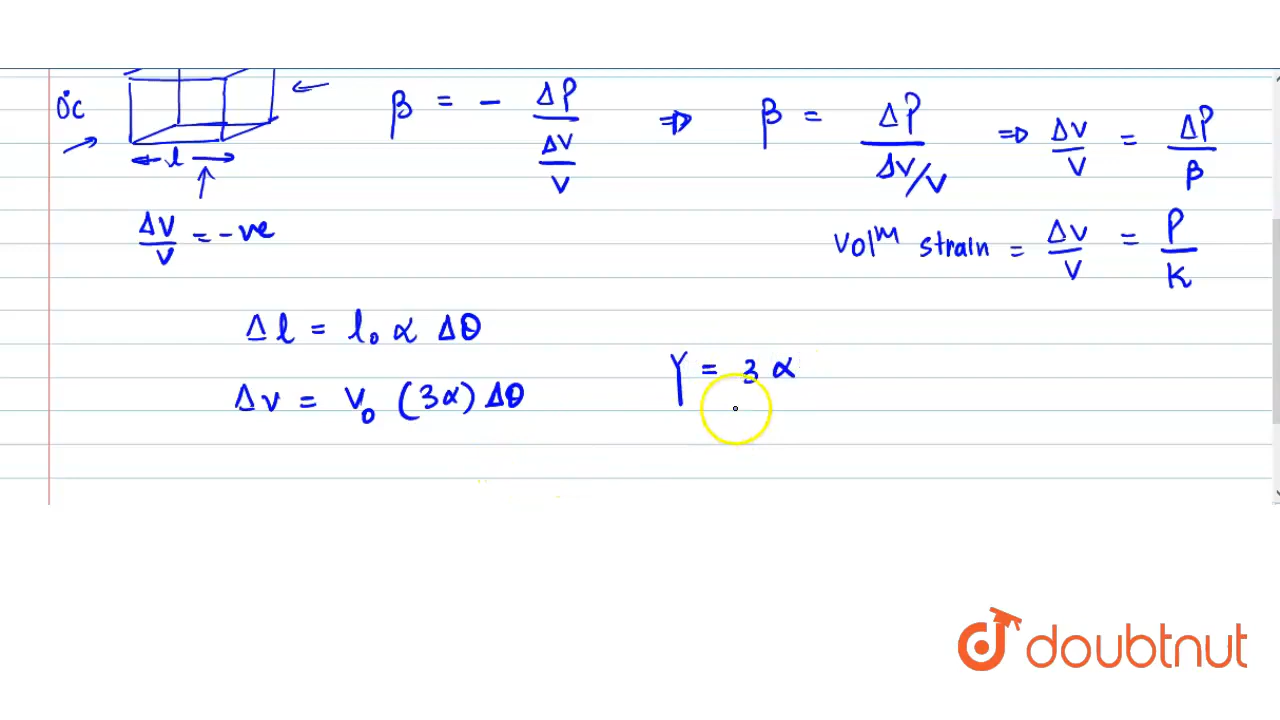 0°c
l
β = - ΔP / ΔV/V ⇒ β = ΔP / ΔV/V ⇒ ΔV/V = ΔP/β
ΔV/V = -ve
Vol^m strain = ΔV/V = P/K
Δl = l₀ α Δθ
γ = 3α
ΔV = V₀ (3α) Δθ
doubtnut